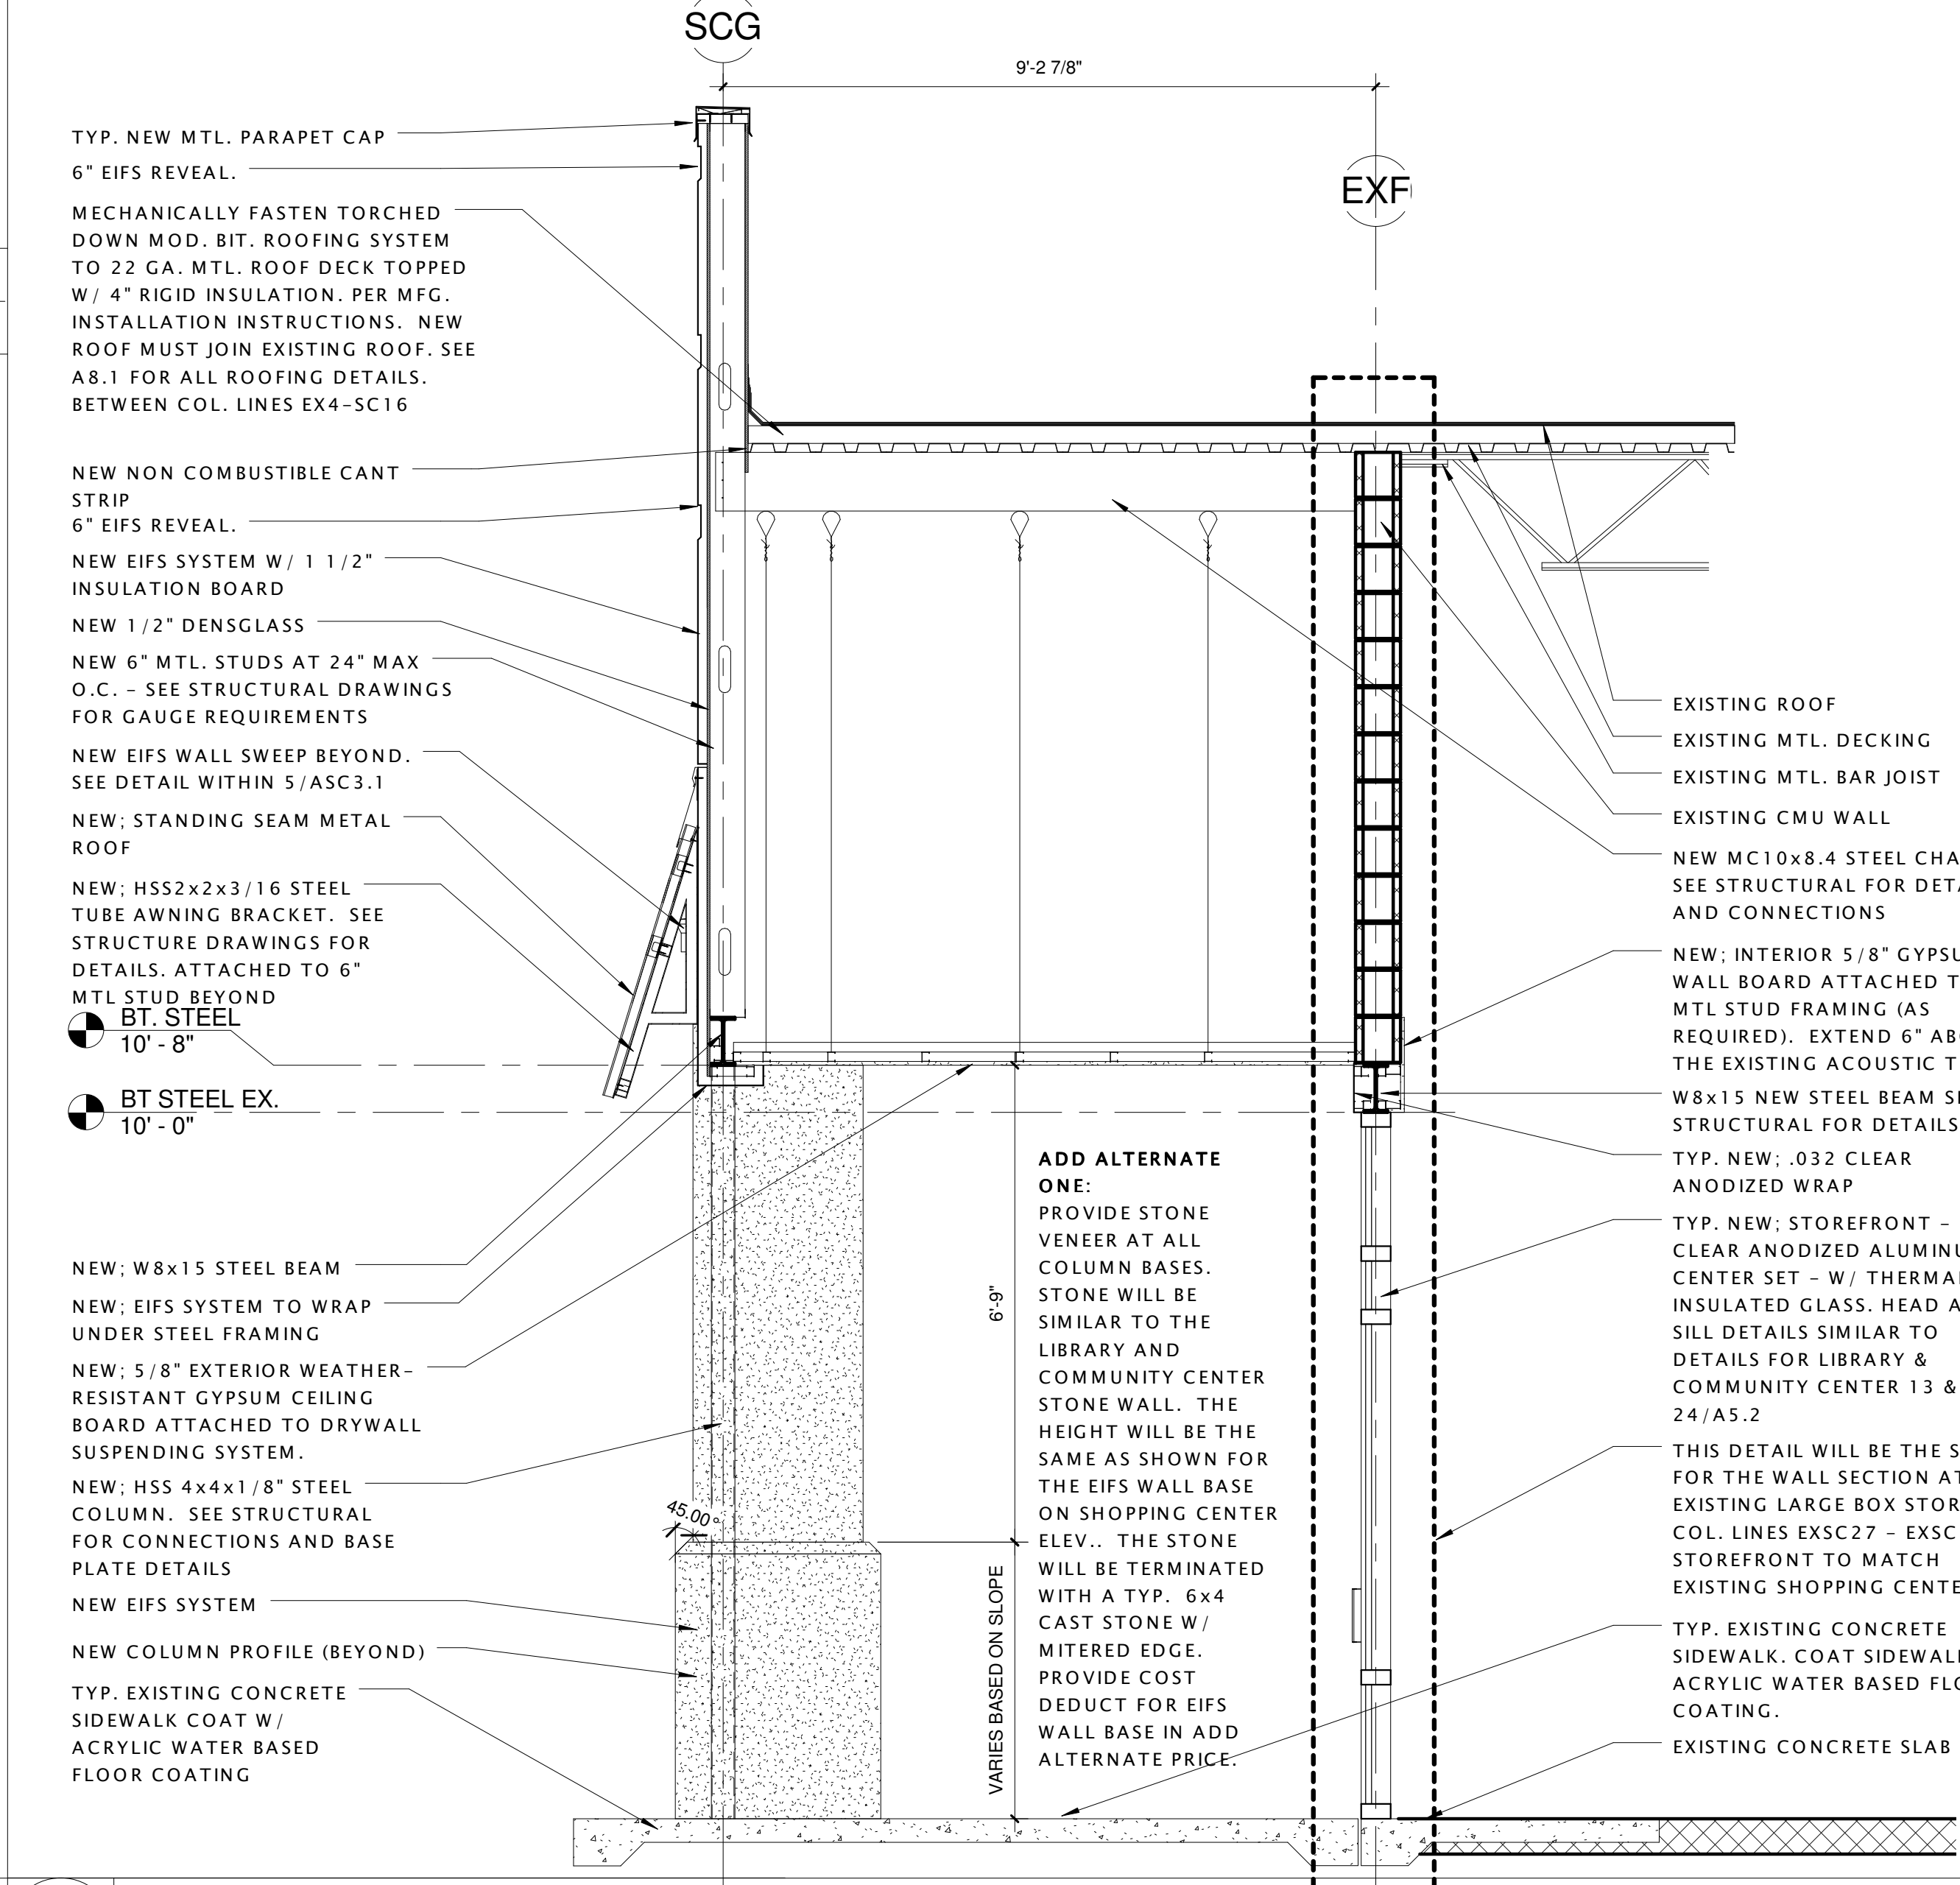 SCG
9'-2 7/8"
EXF
TYP. NEW MTL. PARAPET CAP
6" EIFS REVEAL.
MECHANICALLY FASTEN TORCHED
DOWN MOD. BIT. ROOFING SYSTEM
TO 22 GA. MTL. ROOF DECK TOPPED
W/ 4" RIGID INSULATION. PER MFG.
INSTALLATION INSTRUCTIONS. NEW
ROOF MUST JOIN EXISTING ROOF. SEE
A8.1 FOR ALL ROOFING DETAILS.
BETWEEN COL. LINES EX4-SC16
NEW NON COMBUSTIBLE CANT
STRIP
6" EIFS REVEAL.
NEW EIFS SYSTEM W/ 1 1/2"
INSULATION BOARD
NEW 1/2" DENSGLASS
NEW 6" MTL. STUDS AT 24" MAX
O.C. - SEE STRUCTURAL DRAWINGS
FOR GAUGE REQUIREMENTS
NEW EIFS WALL SWEEP BEYOND.
SEE DETAIL WITHIN 5/ASC3.1
NEW; STANDING SEAM METAL
ROOF
NEW; HSS2x2x3/16 STEEL
TUBE AWNING BRACKET. SEE
STRUCTURE DRAWINGS FOR
DETAILS. ATTACHED TO 6"
MTL STUD BEYOND
BT. STEEL
10' - 8"
BT STEEL EX.
10' - 0"
NEW; W8x15 STEEL BEAM
NEW; EIFS SYSTEM TO WRAP
UNDER STEEL FRAMING
NEW; 5/8" EXTERIOR WEATHER-
RESISTANT GYPSUM CEILING
BOARD ATTACHED TO DRYWALL
SUSPENDING SYSTEM.
NEW; HSS 4x4x1/8" STEEL
COLUMN. SEE STRUCTURAL
FOR CONNECTIONS AND BASE
PLATE DETAILS
NEW EIFS SYSTEM
NEW COLUMN PROFILE (BEYOND)
TYP. EXISTING CONCRETE
SIDEWALK COAT W/
ACRYLIC WATER BASED
FLOOR COATING
45.00°
6'-9"
VARIES BASED ON SLOPE
ADD ALTERNATE
ONE:
PROVIDE STONE
VENEER AT ALL
COLUMN BASES.
STONE WILL BE
SIMILAR TO THE
LIBRARY AND
COMMUNITY CENTER
STONE WALL. THE
HEIGHT WILL BE THE
SAME AS SHOWN FOR
THE EIFS WALL BASE
ON SHOPPING CENTER
ELEV.. THE STONE
WILL BE TERMINATED
WITH A TYP. 6x4
CAST STONE W/
MITERED EDGE.
PROVIDE COST
DEDUCT FOR EIFS
WALL BASE IN ADD
ALTERNATE PRICE.
EXISTING ROOF
EXISTING MTL. DECKING
EXISTING MTL. BAR JOIST
EXISTING CMU WALL
NEW MC10x8.4 STEEL CHA
SEE STRUCTURAL FOR DETA
AND CONNECTIONS
NEW; INTERIOR 5/8" GYPSU
WALL BOARD ATTACHED T
MTL STUD FRAMING (AS
REQUIRED). EXTEND 6" AB
THE EXISTING ACOUSTIC T
W8x15 NEW STEEL BEAM S
STRUCTURAL FOR DETAILS
TYP. NEW; .032 CLEAR
ANODIZED WRAP
TYP. NEW; STOREFRONT -
CLEAR ANODIZED ALUMINU
CENTER SET - W/ THERMA
INSULATED GLASS. HEAD A
SILL DETAILS SIMILAR TO
DETAILS FOR LIBRARY &
COMMUNITY CENTER 13 &
24/A5.2
THIS DETAIL WILL BE THE S
FOR THE WALL SECTION AT
EXISTING LARGE BOX STOR
COL. LINES EXSC27 - EXSC
STOREFRONT TO MATCH
EXISTING SHOPPING CENTE
TYP. EXISTING CONCRETE
SIDEWALK. COAT SIDEWAL
ACRYLIC WATER BASED FLO
COATING.
EXISTING CONCRETE SLAB